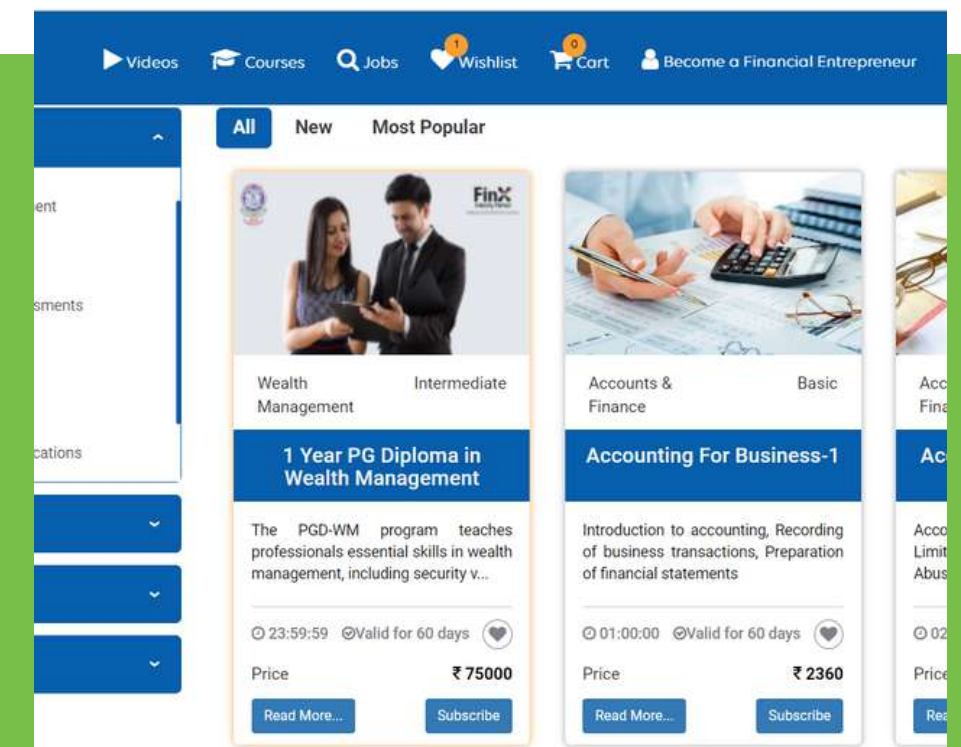 Videos
Courses
Jobs
1
Wishlist
0
Cart
Become a Financial Entrepreneur
All
New
Most Popular
ent
sments
cations
FinX
Wealth
Management
Intermediate
1 Year PG Diploma in
Wealth Management
The PGD-WM program teaches
professionals essential skills in wealth
management, including security v...
23:59:59 Valid for 60 days
Price ₹ 75000
Read More... Subscribe
Accounts &
Finance
Basic
Accounting For Business-1
Introduction to accounting, Recording
of business transactions, Preparation
of financial statements
01:00:00 Valid for 60 days
Price ₹ 2360
Read More... Subscribe
Acc
Fina
Ac
Acco
Limit
Abus
02
Price
Rea